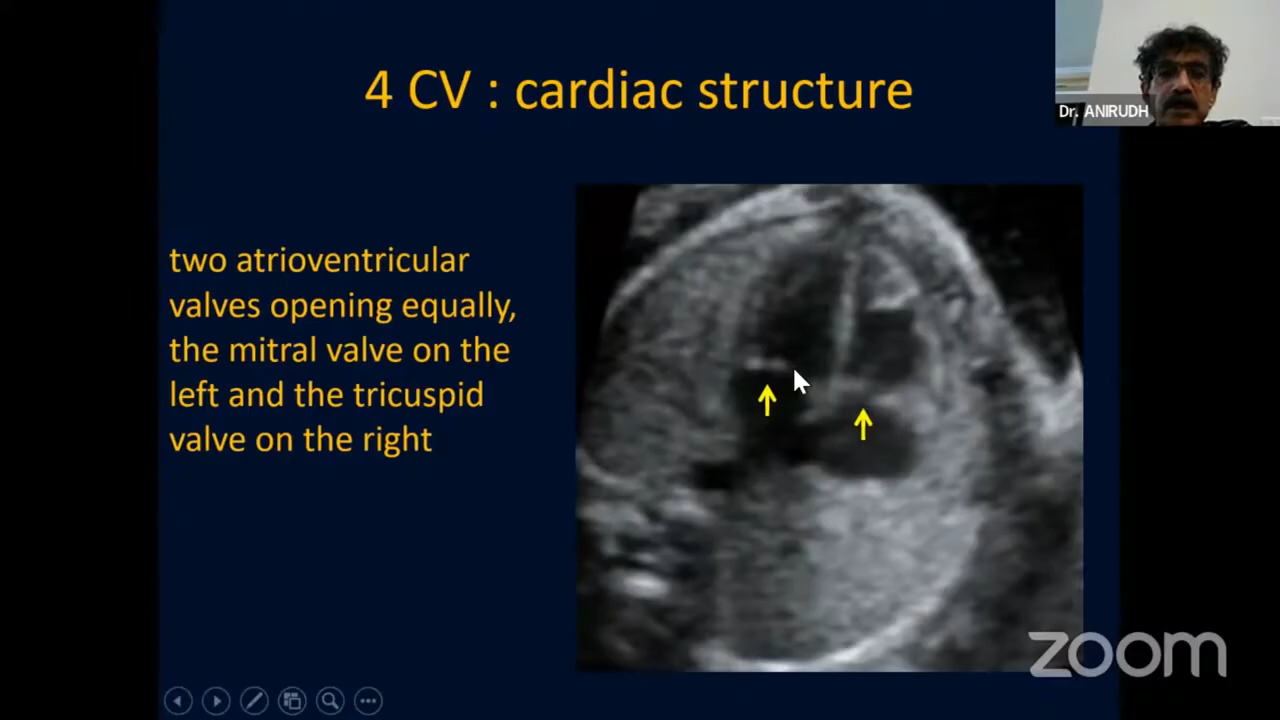 4 CV : cardiac structure
Dr. ANIRUDH
two atrioventricular
valves opening equally,
the mitral valve on the
left and the tricuspid
valve on the right
zoom